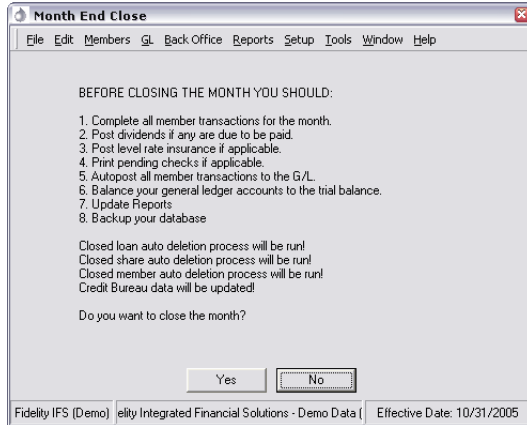 Month End Close
File Edit Members GL Back Office Reports Setup Tools Window Help
BEFORE CLOSING THE MONTH YOU SHOULD:
1. Complete all member transactions for the month.
2. Post dividends if any are due to be paid.
3. Post level rate insurance if applicable.
4. Print pending checks if applicable.
5. Autopost all member transactions to the G/L.
6. Balance your general ledger accounts to the trial balance.
7. Update Reports
8. Backup your database
Closed loan auto deletion process will be run!
Closed share auto deletion process will be run!
Closed member auto deletion process will be run!
Credit Bureau data will be updated!
Do you want to close the month?
Yes No
Fidelity IFS (Demo) elity Integrated Financial Solutions - Demo Data ( Effective Date: 10/31/2005